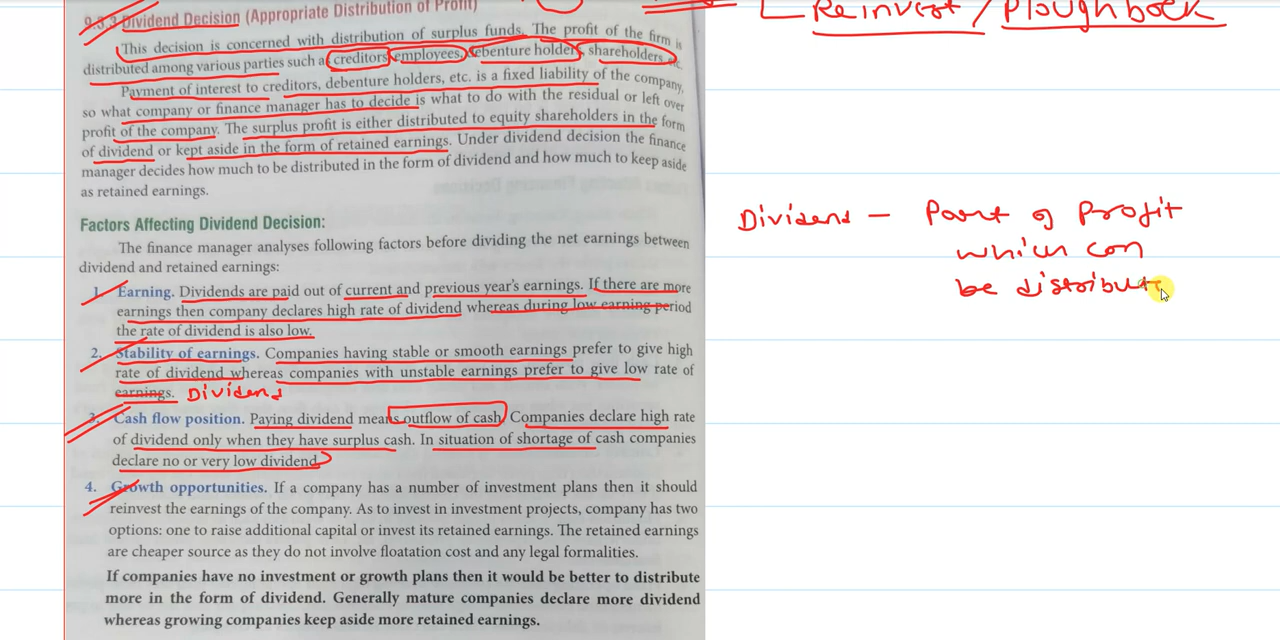 9.3.3 Dividend Decision (Appropriate Distribution of Profit)
Reinvest / Ploughback
This decision is concerned with distribution of surplus funds. The profit of the firm is
distributed among various parties such as creditors, employees, debenture holders, shareholders, etc.
Payment of interest to creditors, debenture holders, etc. is a fixed liability of the company,
so what company or finance manager has to decide is what to do with the residual or left over
profit of the company. The surplus profit is either distributed to equity shareholders in the form
of dividend or kept aside in the form of retained earnings. Under dividend decision the finance
manager decides how much to be distributed in the form of dividend and how much to keep aside
as retained earnings.
Factors Affecting Dividend Decision:
The finance manager analyses following factors before dividing the net earnings between
dividend and retained earnings:
1. Earning. Dividends are paid out of current and previous year's earnings. If there are more
earnings then company declares high rate of dividend whereas during low earning period
the rate of dividend is also low.
2. Stability of earnings. Companies having stable or smooth earnings prefer to give high
rate of dividend whereas companies with unstable earnings prefer to give low rate of
earnings. Dividend
3. Cash flow position. Paying dividend means outflow of cash. Companies declare high rate
of dividend only when they have surplus cash. In situation of shortage of cash companies
declare no or very low dividend.
4. Growth opportunities. If a company has a number of investment plans then it should
reinvest the earnings of the company. As to invest in investment projects, company has two
options: one to raise additional capital or invest its retained earnings. The retained earnings
are cheaper source as they do not involve floatation cost and any legal formalities.
If companies have no investment or growth plans then it would be better to distribute
more in the form of dividend. Generally mature companies declare more dividend
whereas growing companies keep aside more retained earnings.
Dividend — Part of Profit
which can
be distribut